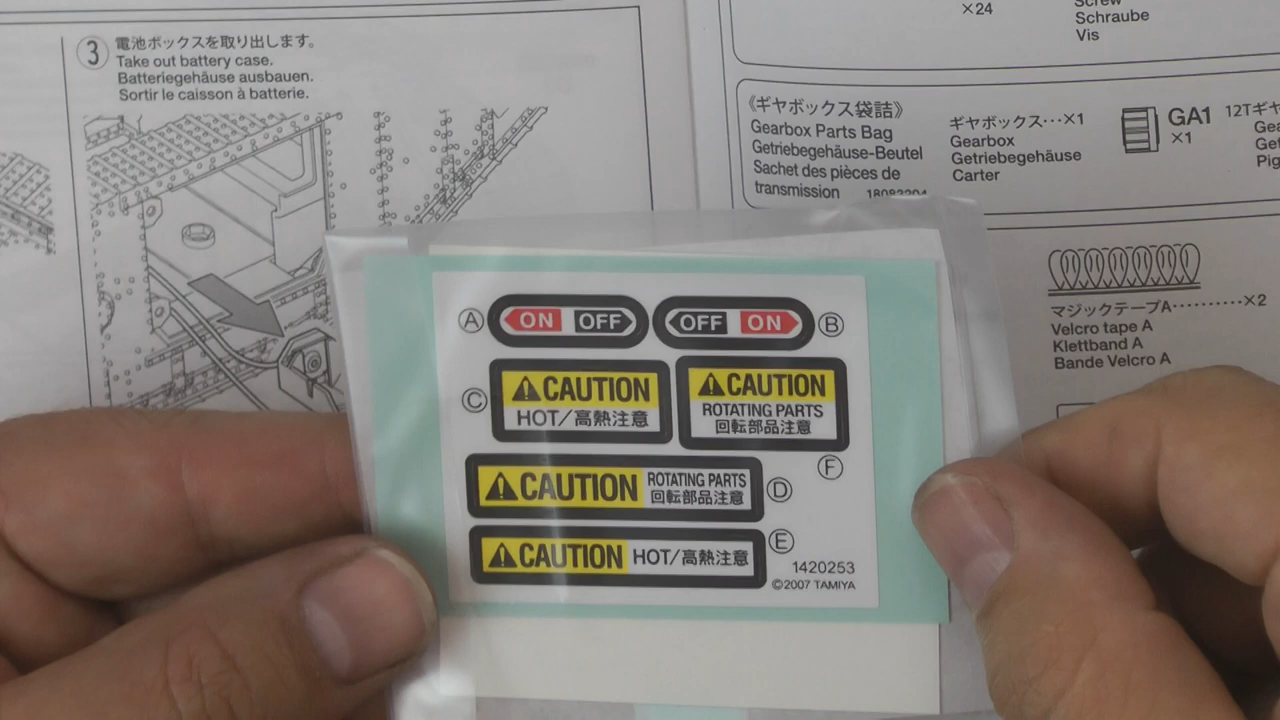 3
電池ボックスを取り出します。
Take out battery case.
Batteriegehäuse ausbauen.
Sortir le caisson à batterie.
×24
Schraube
Vis
《ギヤボックス袋詰》
Gearbox Parts Bag
Getriebegehäuse-Beutel
Sachet des pièces de
transmission
ギヤボックス···×1
Gearbox
Getriebegehäuse
Carter
GA1
×1
マジックテープA··········×2
Velcro tape A
Klettband A
Bande Velcro A
A ON OFF
OFF ON B
C
CAUTION
HOT/高熱注意
CAUTION
ROTATING PARTS
回転部品注意
F
CAUTION ROTATING PARTS
回転部品注意
D
CAUTION HOT/高熱注意
E
1420253
©2007 TAMIYA